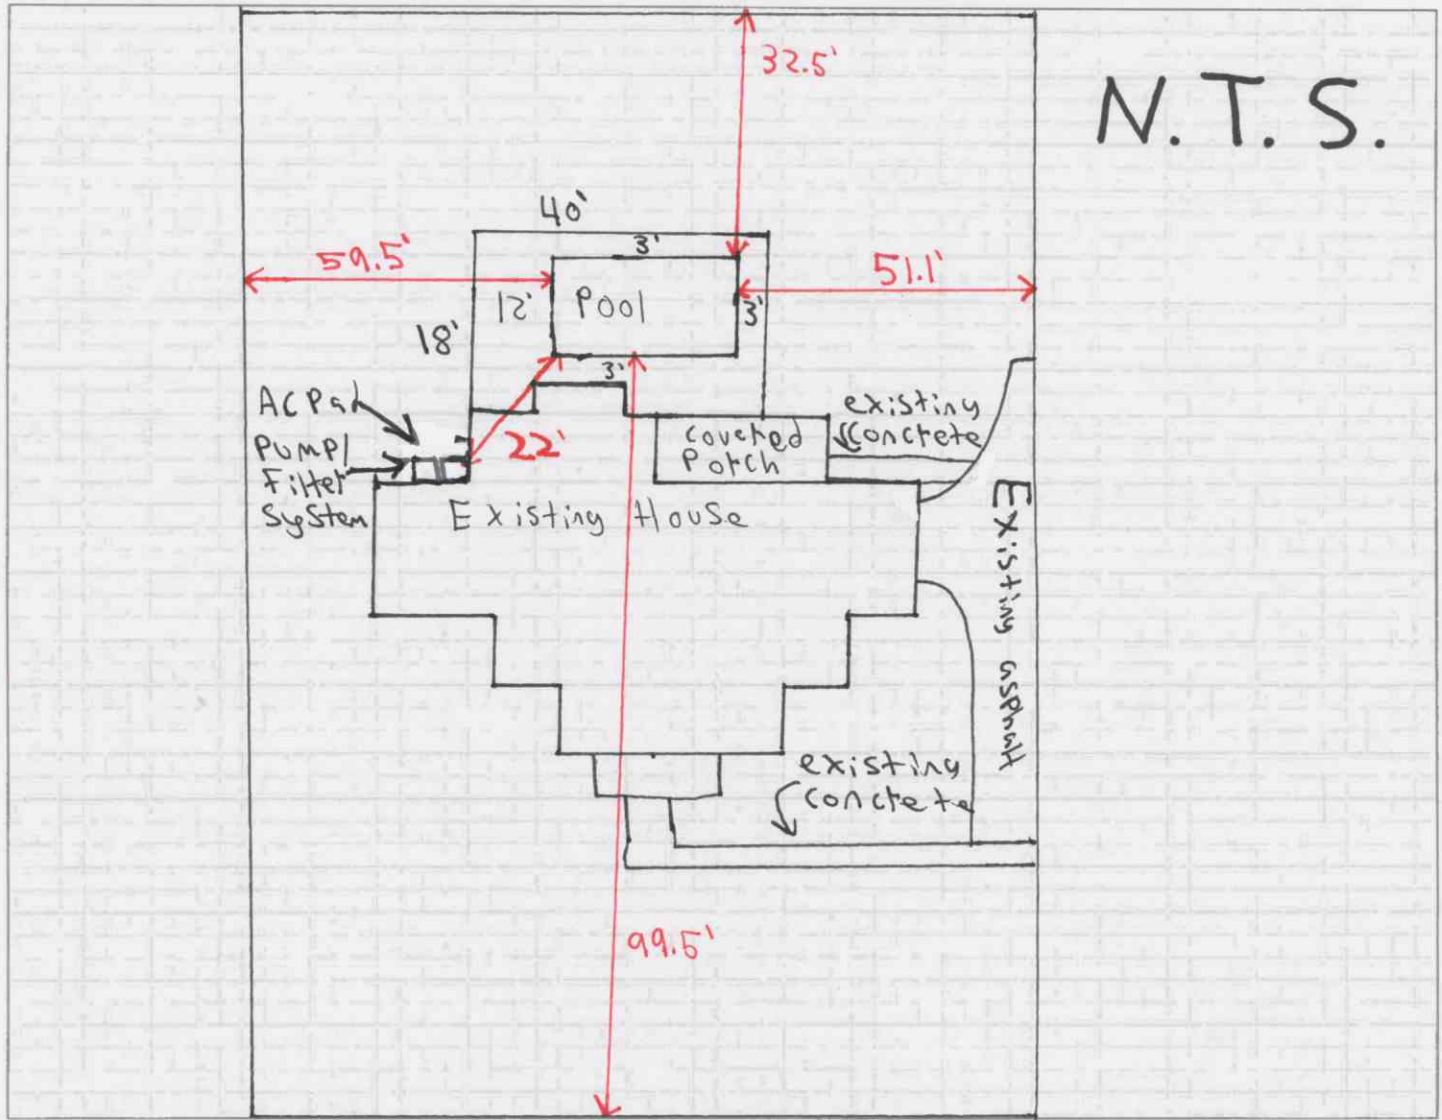 32.5'
N. T. S.
40'
3'
59.5'
51.1'
12'
Pool
3'
18'
3'
AC Pad
Pump/
Filter
System
22'
covered
Porch
existing
concrete
Existing House
Existing asphalt
existing
concrete
99.5'